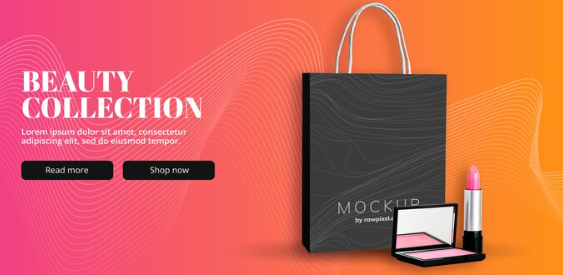 BEAUTY
COLLECTION
Lorem ipsum dolor sit amet, consectetur
adipiscing elit, sed do eiusmod tempor.
Read more
Shop now
MOCKUP
by rawpixel.c